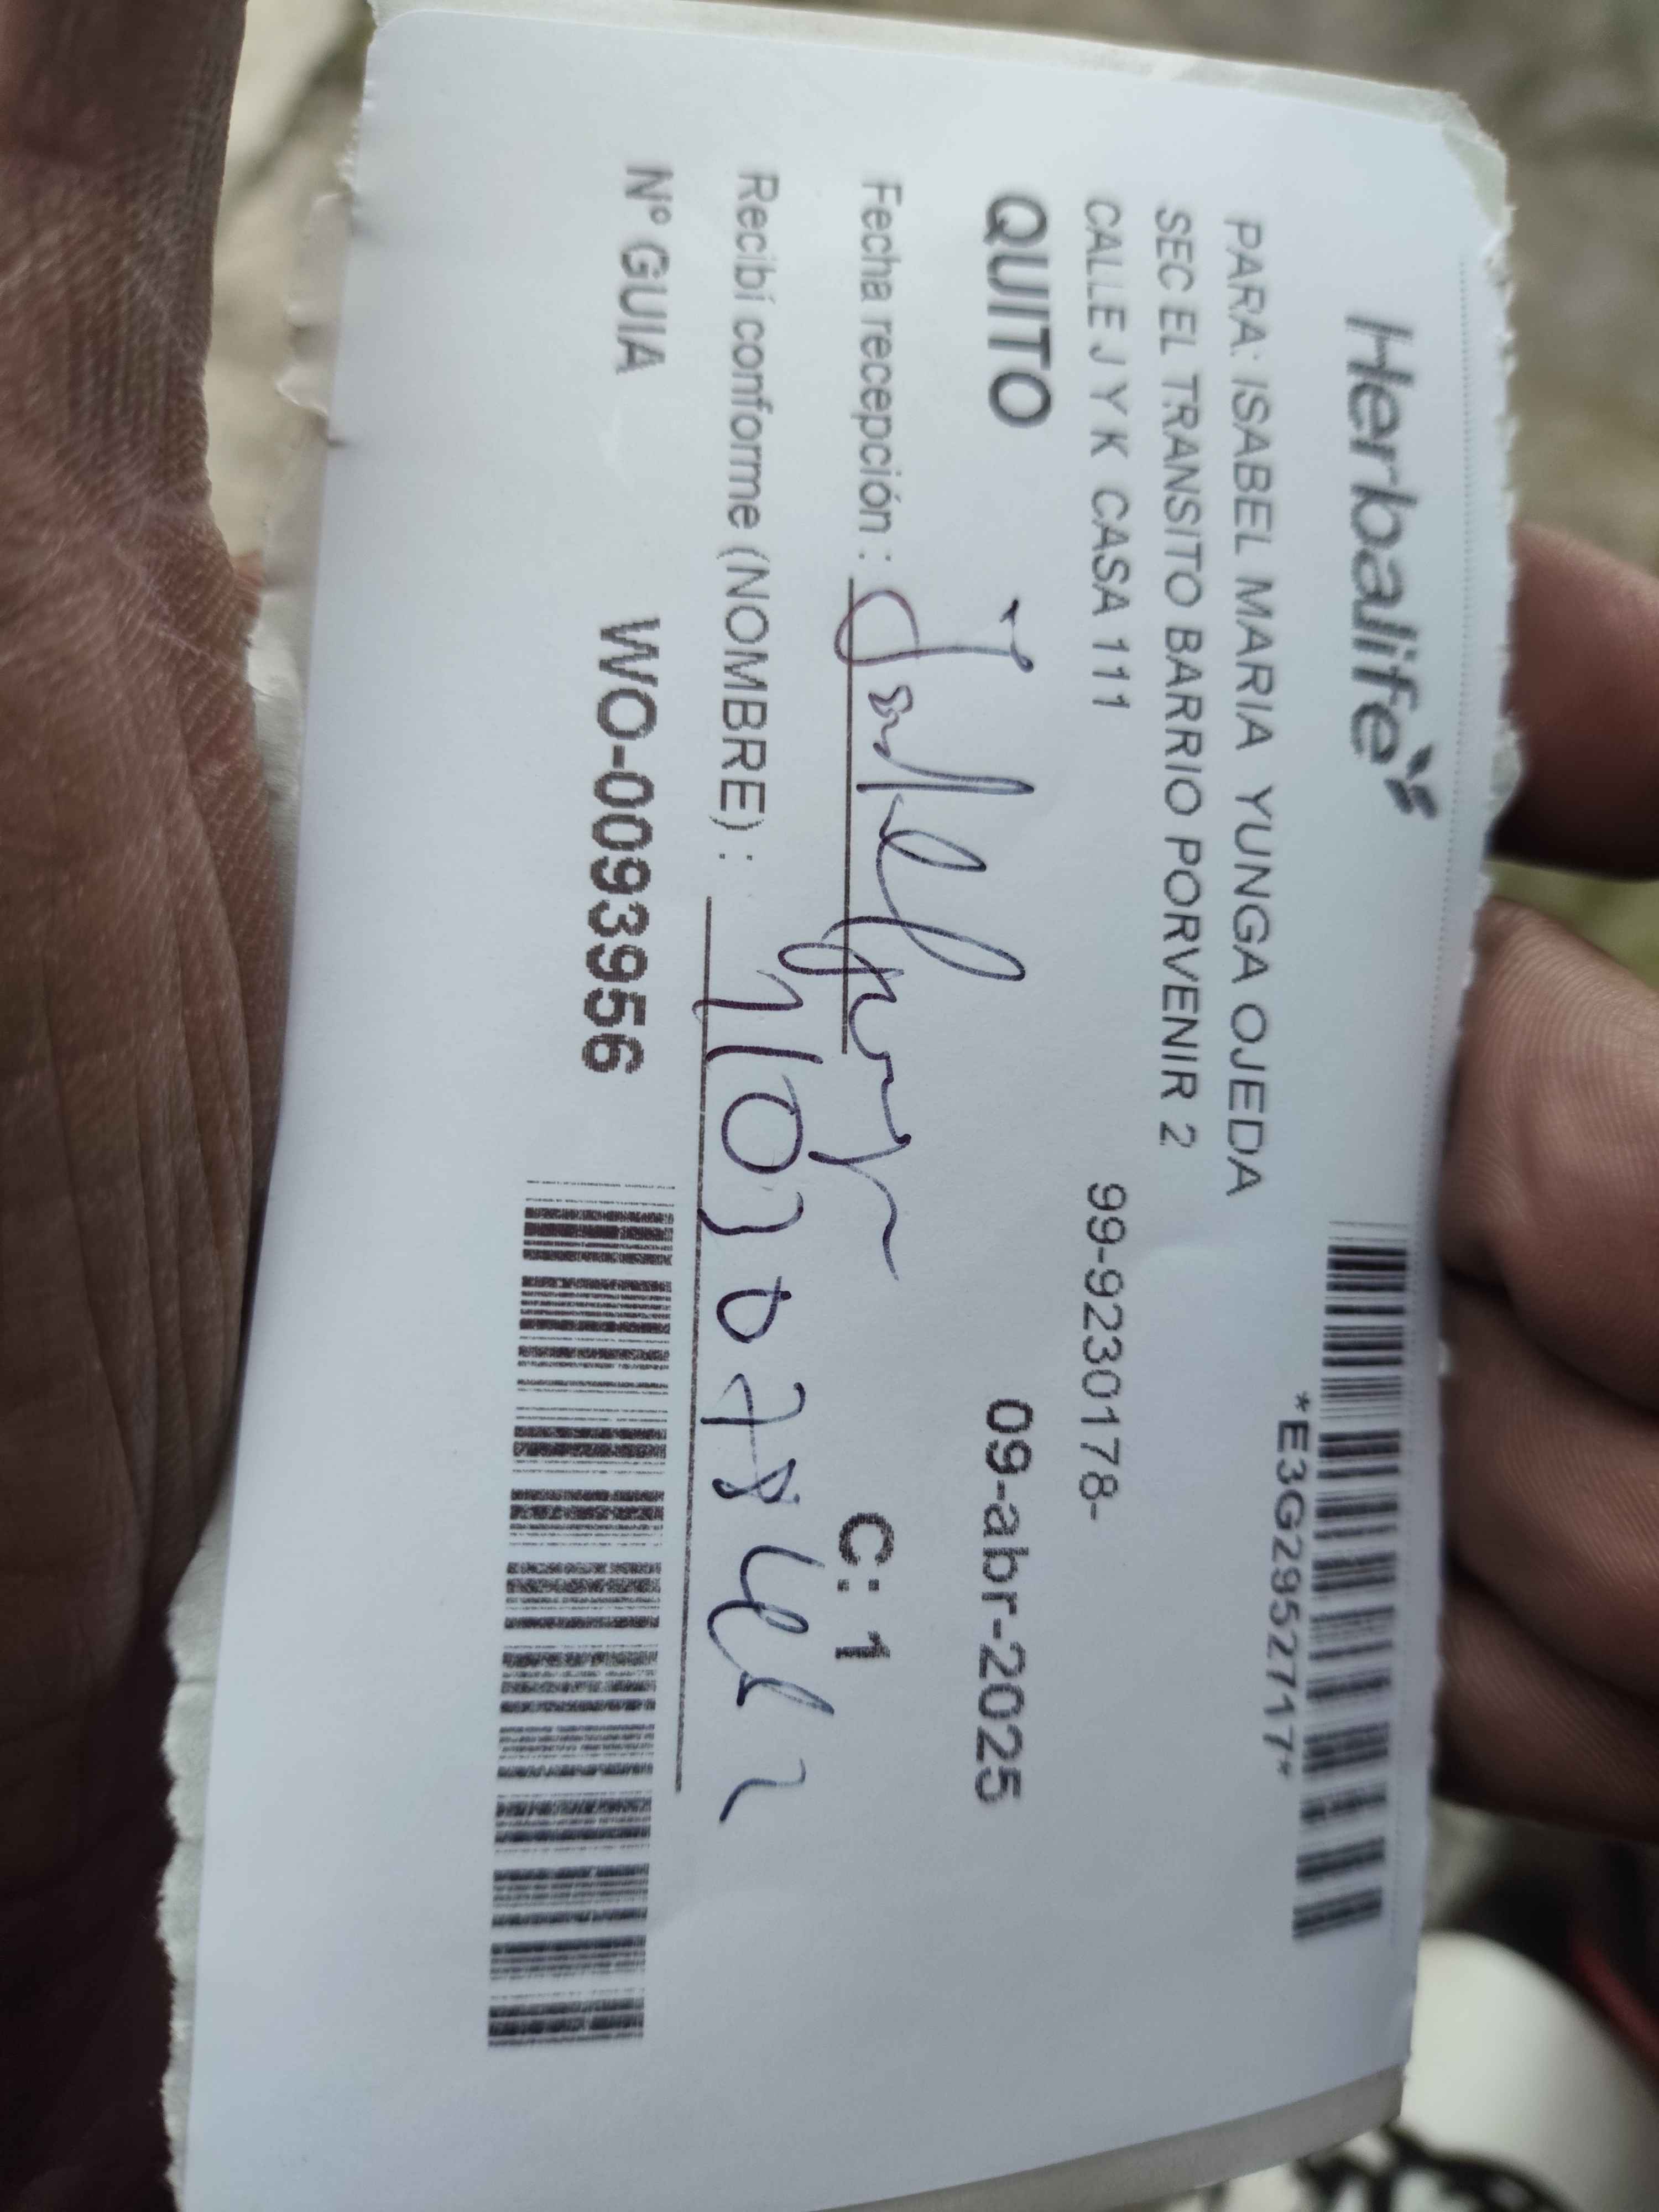 Herbalife
*E3G2952717*
PARA: ISABEL MARIA YUNGA OJEDA
SEC EL TRANSITO BARRIO PORVENIR 2
CALLE J Y K CASA 111 99-9230178-
QUITO 09-abr-2025
Fecha recepción : Isabel
C: 1
Recibí conforme (NOMBRE) :
Nº GUIA WO-0093956